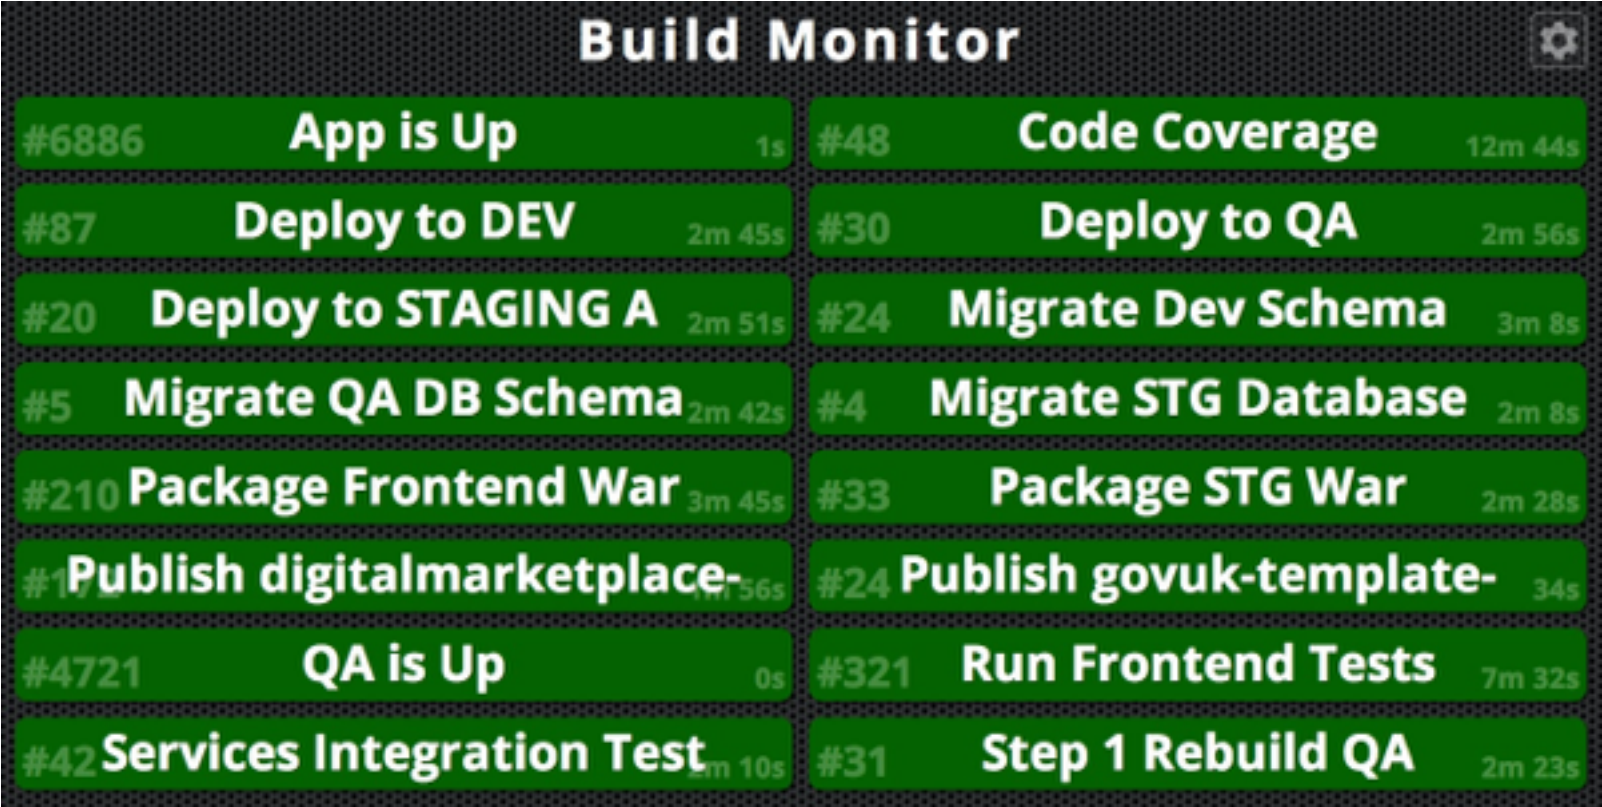 Build Monitor
#6886 App is Up 1s
#48 Code Coverage 12m 44s
#87 Deploy to DEV 2m 45s
#30 Deploy to QA 2m 56s
#20 Deploy to STAGING A 2m 51s
#24 Migrate Dev Schema 3m 8s
#5 Migrate QA DB Schema 2m 42s
#4 Migrate STG Database 2m 8s
#210 Package Frontend War 3m 45s
#33 Package STG War 2m 28s
Publish digitalmarketplace- 56s
#24 Publish govuk-template- 34s
#4721 QA is Up 0s
#321 Run Frontend Tests 7m 32s
#42 Services Integration Test 2m 10s
#31 Step 1 Rebuild QA 2m 23s